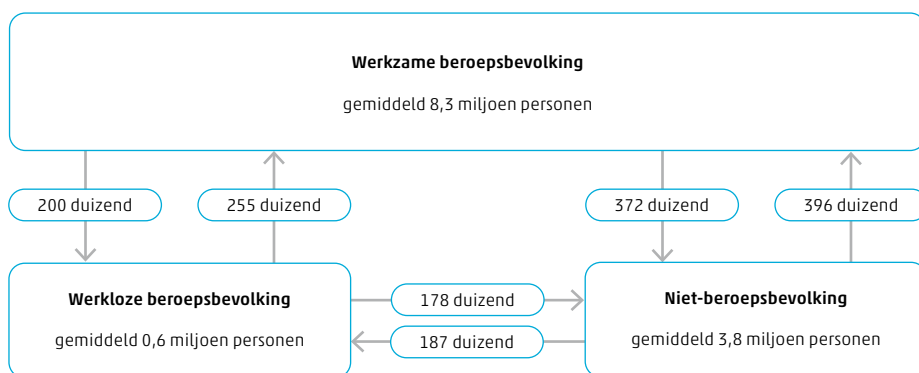 Werkzame beroepsbevolking
gemiddeld 8,3 miljoen personen
200 duizend
255 duizend
372 duizend
396 duizend
Werkloze beroepsbevolking
gemiddeld 0,6 miljoen personen
178 duizend
187 duizend
Niet-beroepsbevolking
gemiddeld 3,8 miljoen personen